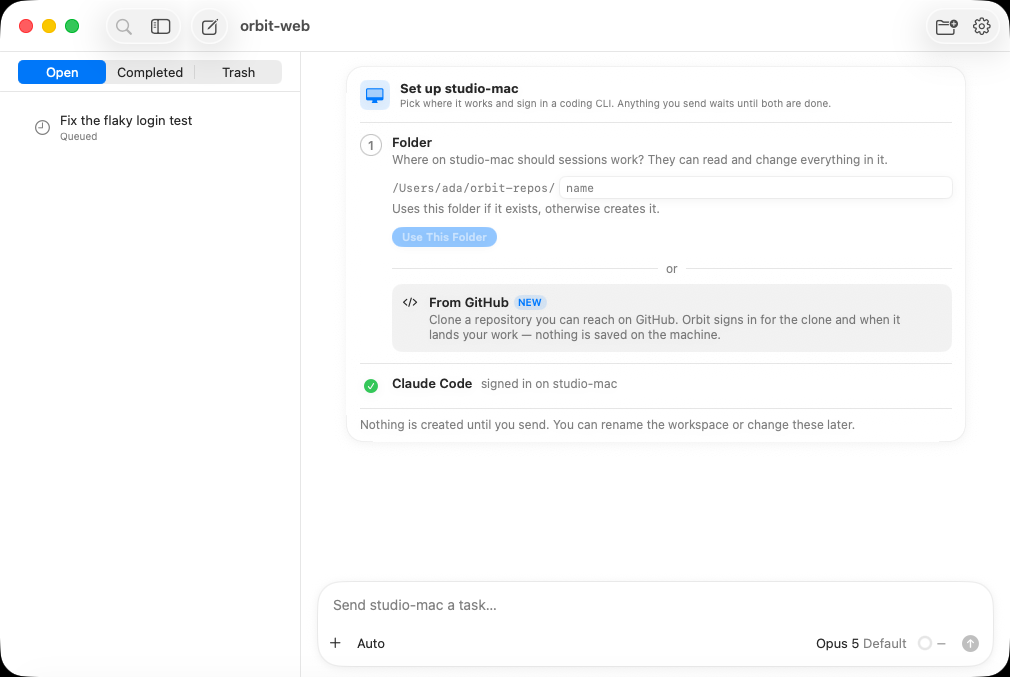 orbit-web
Open Completed Trash
Fix the flaky login test
Queued
Set up studio-mac
Pick where it works and sign in a coding CLI. Anything you send waits until both are done.
1 Folder
Where on studio-mac should sessions work? They can read and change everything in it.
/Users/ada/orbit-repos/ name
Uses this folder if it exists, otherwise creates it.
Use This Folder
or
</> From GitHub NEW
Clone a repository you can reach on GitHub. Orbit signs in for the clone and when it
lands your work — nothing is saved on the machine.
Claude Code signed in on studio-mac
Nothing is created until you send. You can rename the workspace or change these later.
Send studio-mac a task...
+ Auto Opus 5 Default –